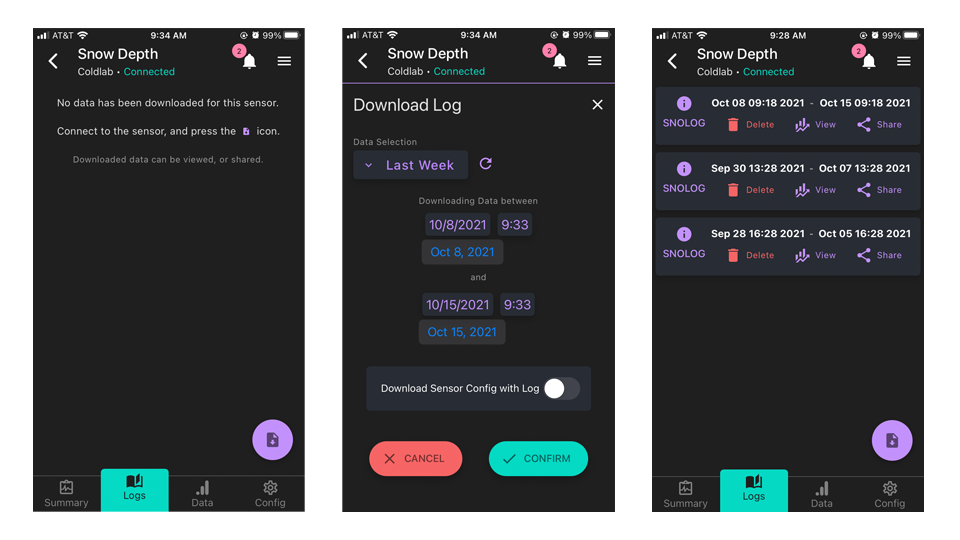 AT&T 9:34 AM 99%
Snow Depth
2
Coldlab • Connected
No data has been downloaded for this sensor.
Connect to the sensor, and press the icon.
Downloaded data can be viewed, or shared.
Summary Logs Data Config
AT&T 9:34 AM 99%
Snow Depth
2
Coldlab • Connected
Download Log
Data Selection
Last Week
Downloading Data between
10/8/2021 9:33
Oct 8, 2021
and
10/15/2021 9:33
Oct 15, 2021
Download Sensor Config with Log
CANCEL CONFIRM
AT&T 9:28 AM 99%
Snow Depth
2
Coldlab • Connected
Oct 08 09:18 2021 - Oct 15 09:18 2021
SNOLOG Delete View Share
Sep 30 13:28 2021 - Oct 07 13:28 2021
SNOLOG Delete View Share
Sep 28 16:28 2021 - Oct 05 16:28 2021
SNOLOG Delete View Share
Summary Logs Data Config